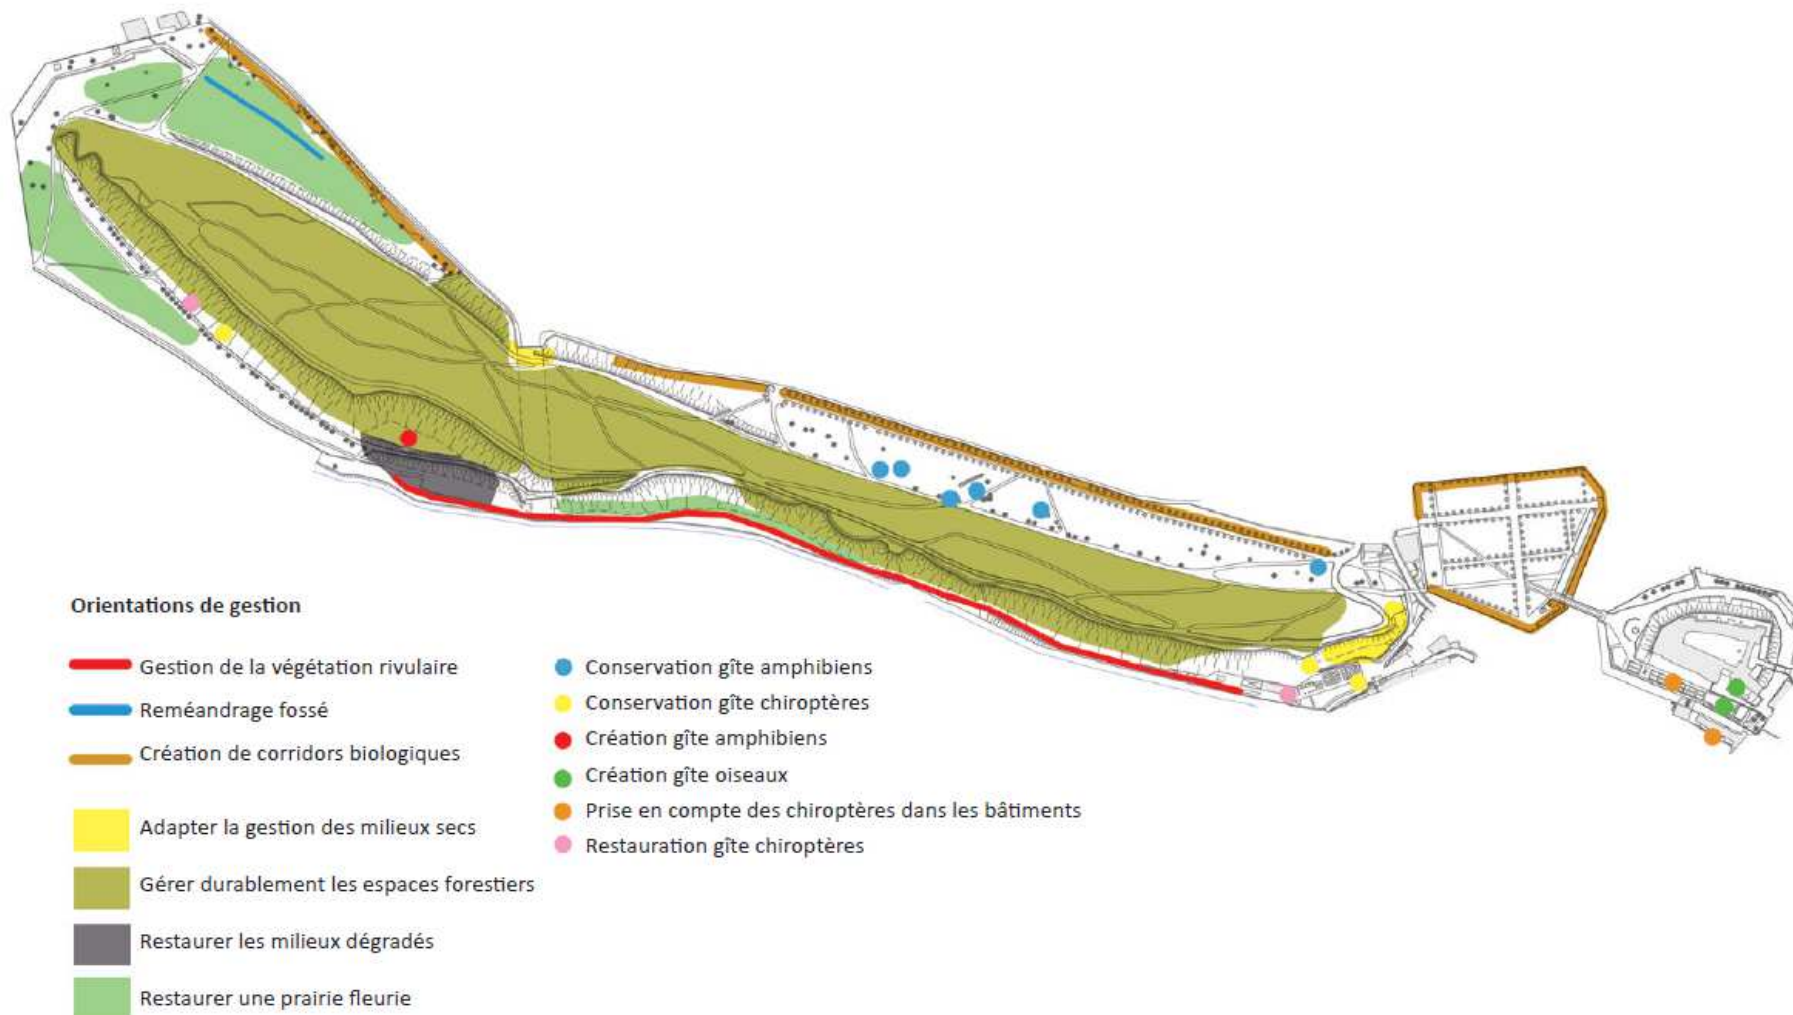 Orientations de gestion
Gestion de la végétation rivulaire
Reméandrage fossé
Création de corridors biologiques
Adapter la gestion des milieux secs
Gérer durablement les espaces forestiers
Restaurer les milieux dégradés
Restaurer une prairie fleurie
Conservation gîte amphibiens
Conservation gîte chiroptères
Création gîte amphibiens
Création gîte oiseaux
Prise en compte des chiroptères dans les bâtiments
Restauration gîte chiroptères